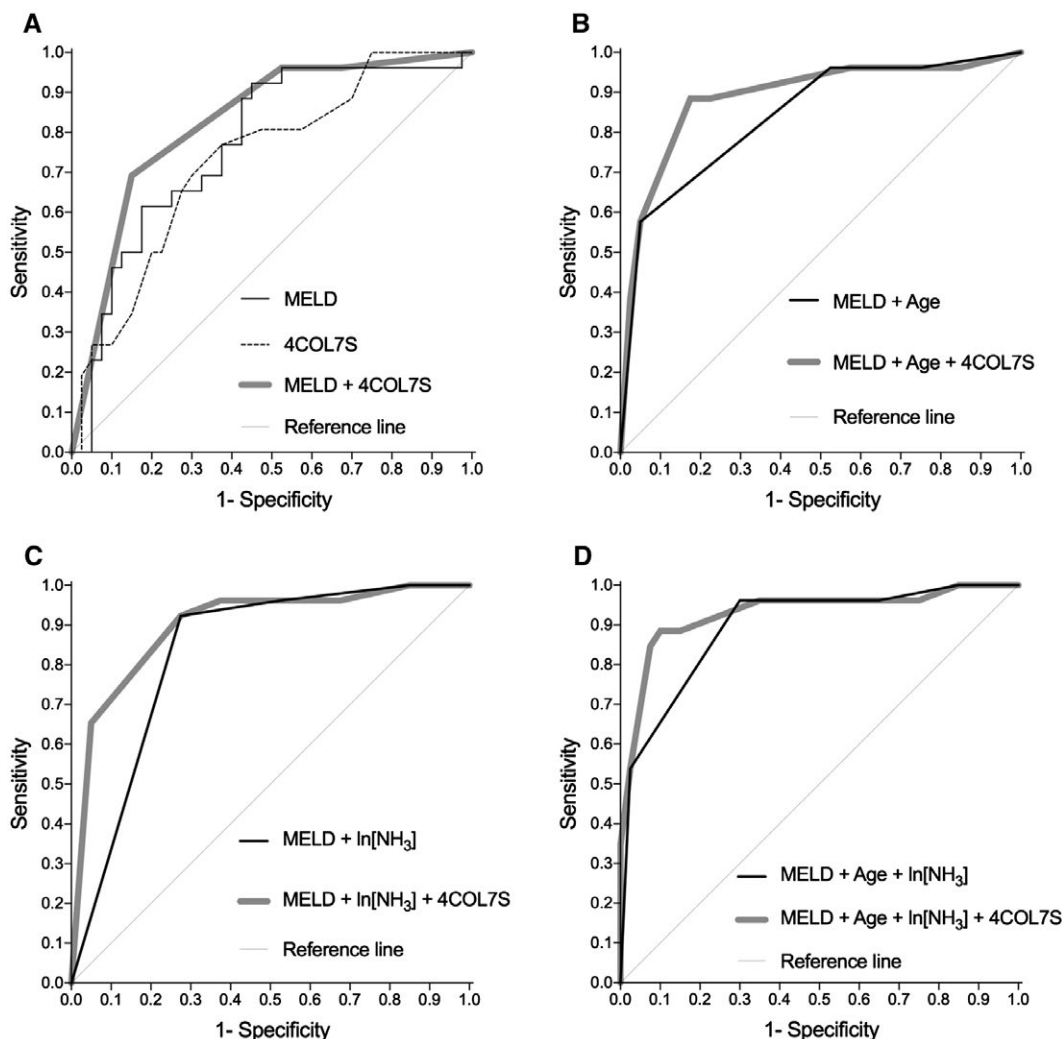 A
1.0
0.9
0.8
0.7
0.6
0.5
0.4
0.3
0.2
0.1
0.0
Sensitivity
MELD
4COL7S
MELD + 4COL7S
Reference line
0.0 0.1 0.2 0.3 0.4 0.5 0.6 0.7 0.8 0.9 1.0
1- Specificity
B
1.0
0.9
0.8
0.7
0.6
0.5
0.4
0.3
0.2
0.1
0.0
Sensitivity
MELD + Age
MELD + Age + 4COL7S
Reference line
0.0 0.1 0.2 0.3 0.4 0.5 0.6 0.7 0.8 0.9 1.0
1- Specificity
C
1.0
0.9
0.8
0.7
0.6
0.5
0.4
0.3
0.2
0.1
0.0
Sensitivity
MELD + ln[NH₃]
MELD + ln[NH₃] + 4COL7S
Reference line
0.0 0.1 0.2 0.3 0.4 0.5 0.6 0.7 0.8 0.9 1.0
1- Specificity
D
1.0
0.9
0.8
0.7
0.6
0.5
0.4
0.3
0.2
0.1
0.0
Sensitivity
MELD + Age + ln[NH₃]
MELD + Age + ln[NH₃] + 4COL7S
Reference line
0.0 0.1 0.2 0.3 0.4 0.5 0.6 0.7 0.8 0.9 1.0
1- Specificity